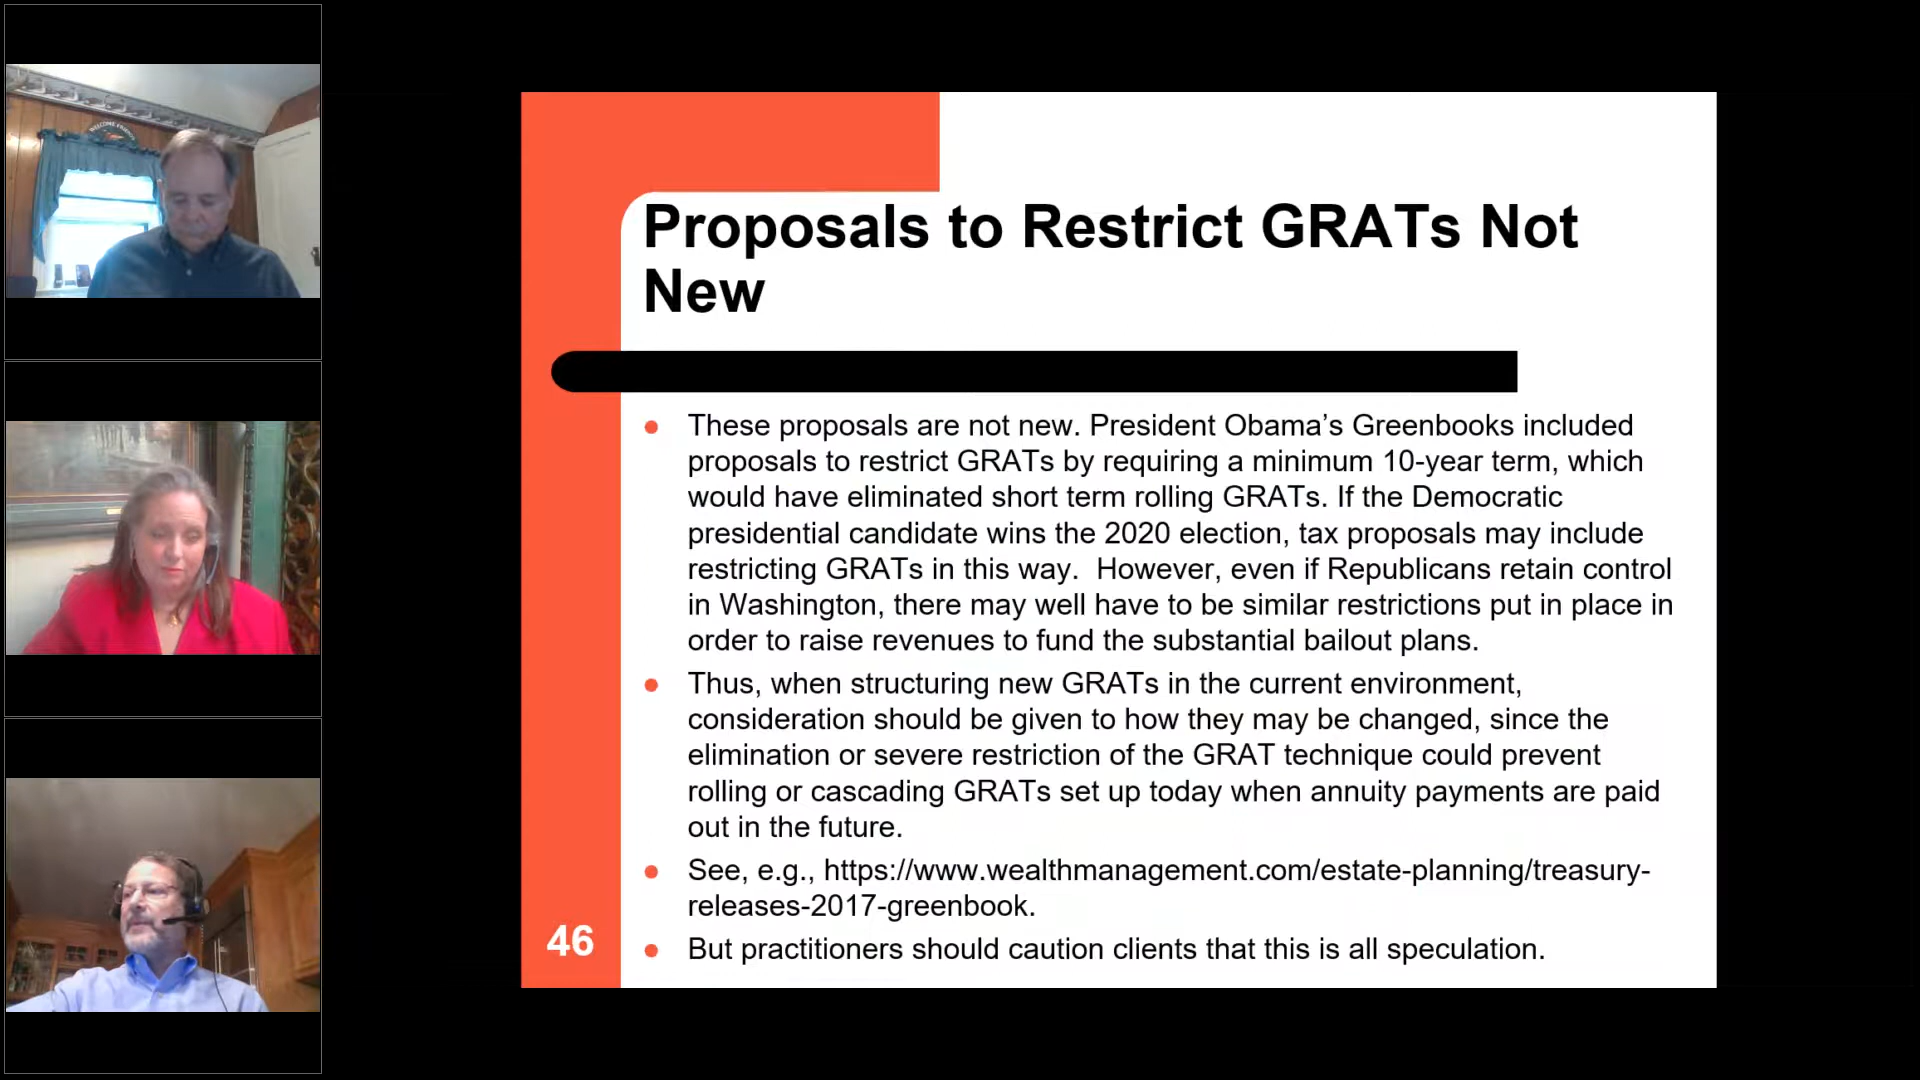 WELCOME FRIENDS
Proposals to Restrict GRATs Not
New
These proposals are not new. President Obama’s Greenbooks included
proposals to restrict GRATs by requiring a minimum 10-year term, which
would have eliminated short term rolling GRATs. If the Democratic
presidential candidate wins the 2020 election, tax proposals may include
restricting GRATs in this way.  However, even if Republicans retain control
in Washington, there may well have to be similar restrictions put in place in
order to raise revenues to fund the substantial bailout plans.
Thus, when structuring new GRATs in the current environment,
consideration should be given to how they may be changed, since the
elimination or severe restriction of the GRAT technique could prevent
rolling or cascading GRATs set up today when annuity payments are paid
out in the future.
See, e.g., https://www.wealthmanagement.com/estate-planning/treasury-
releases-2017-greenbook.
But practitioners should caution clients that this is all speculation.
46